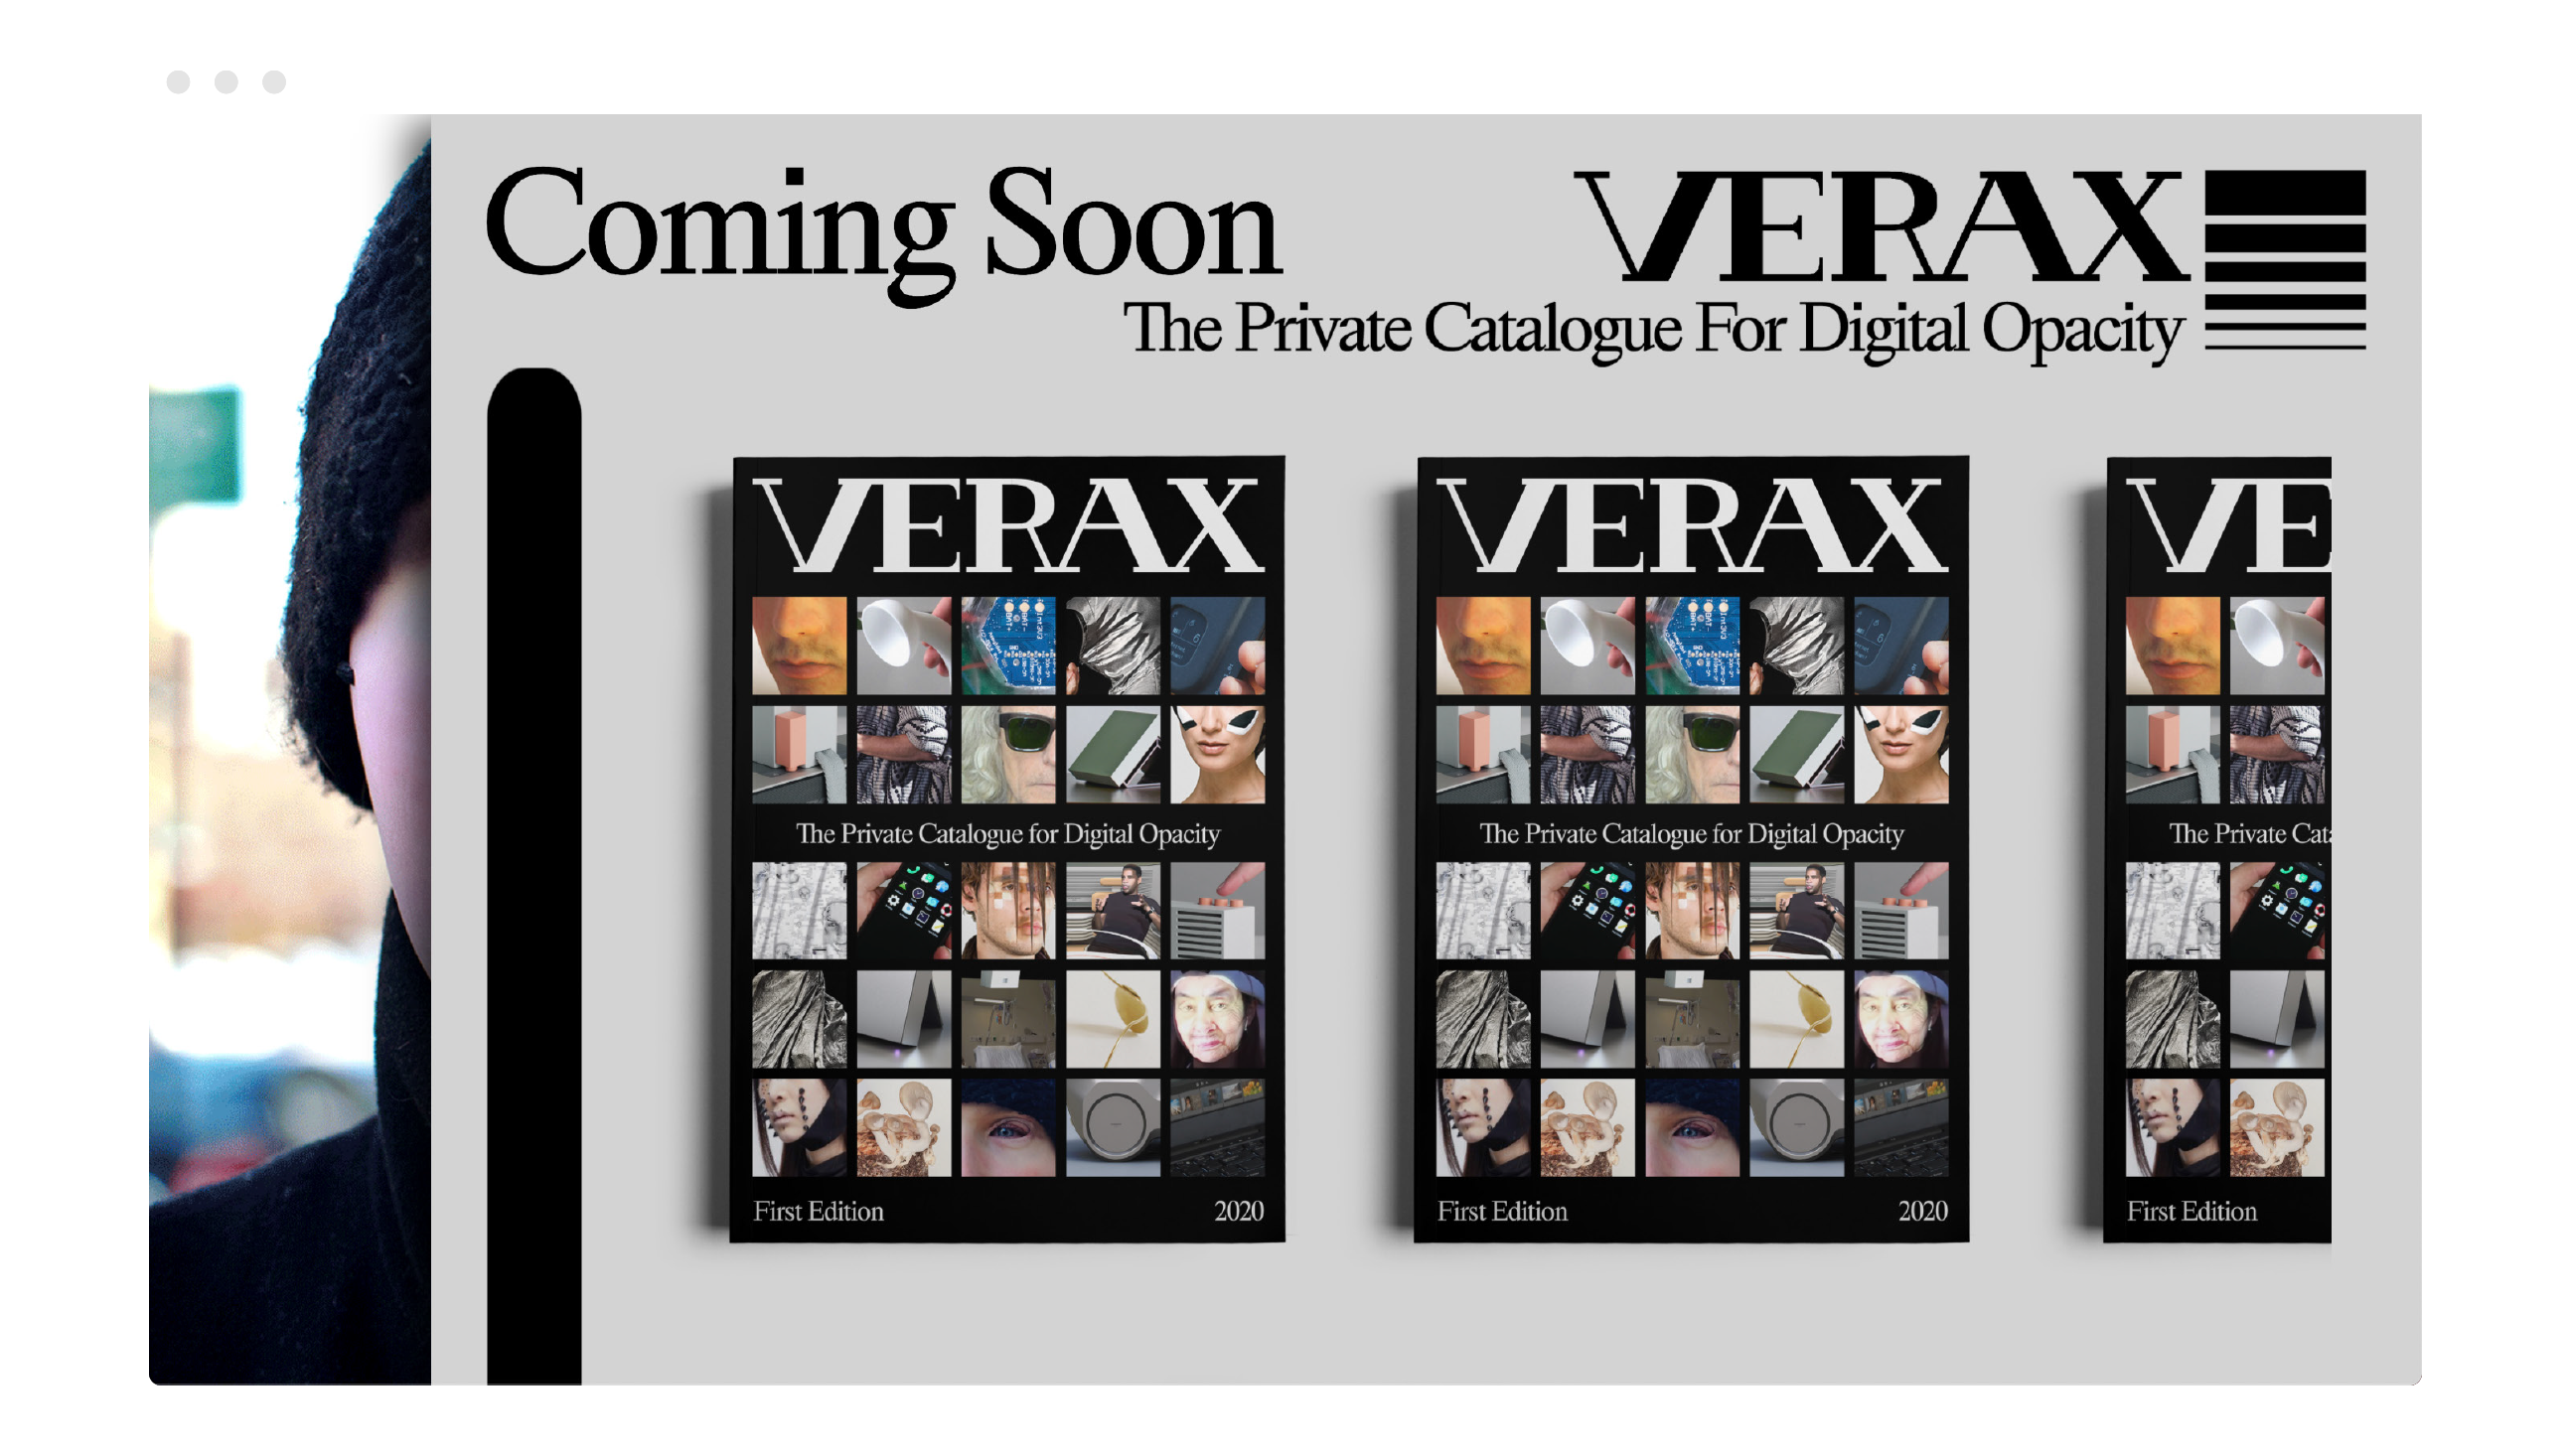 Coming Soon
VERAX
The Private Catalogue For Digital Opacity
VERAX
The Private Catalogue for Digital Opacity
First Edition
2020
VERAX
The Private Catalogue for Digital Opacity
First Edition
2020
VE
The Private Cat
First Edition